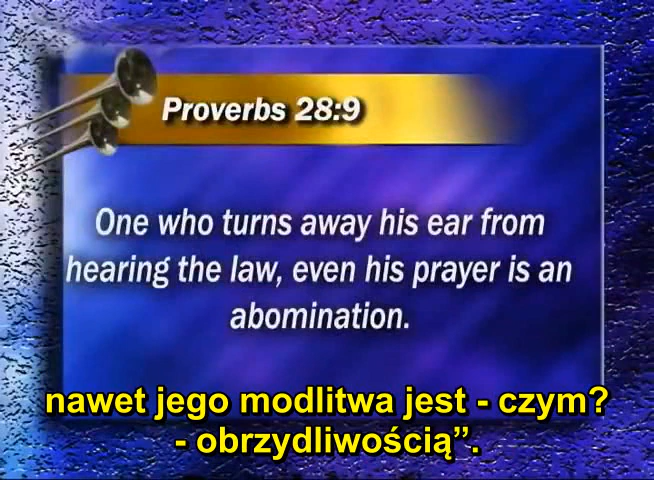 Proverbs 28:9
One who turns away his ear from
hearing the law, even his prayer is an
abomination.
nawet jego modlitwa jest - czym?
- obrzydliwością”.